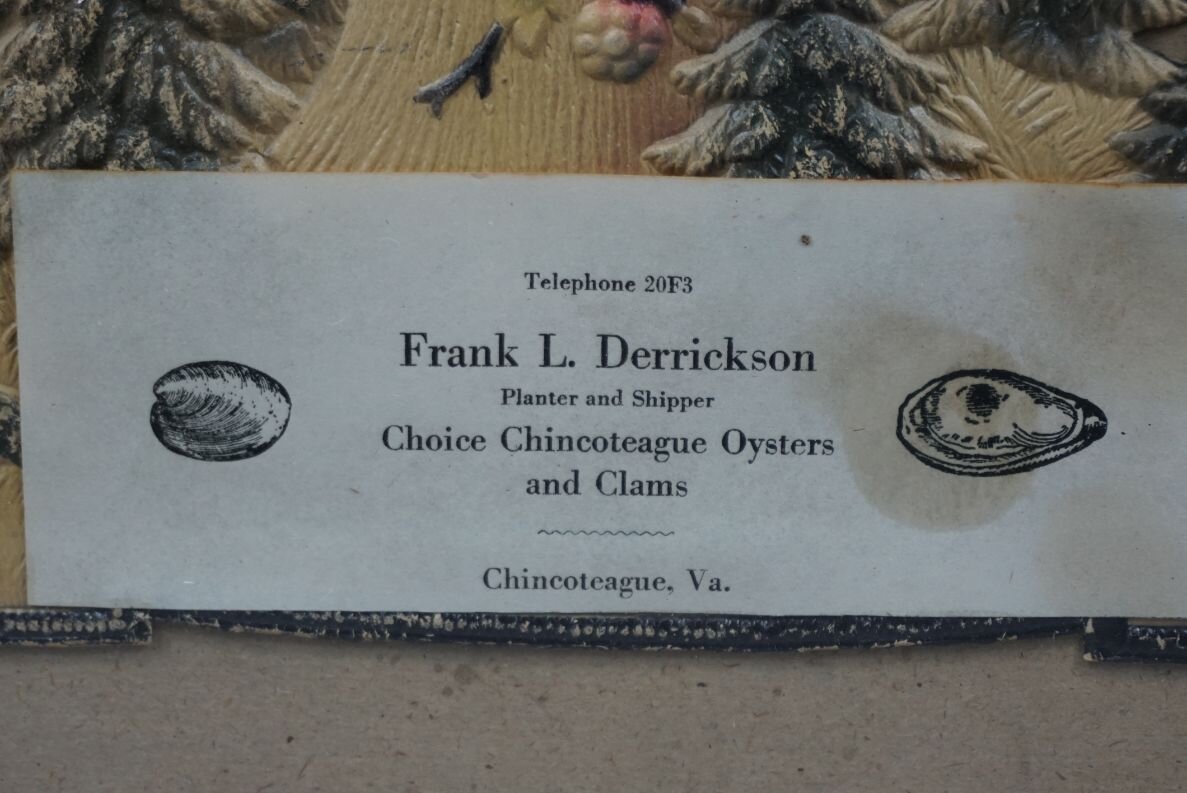 Telephone 20F3
Frank L. Derrickson
Planter and Shipper
Choice Chincoteague Oysters
and Clams
Chincoteague, Va.